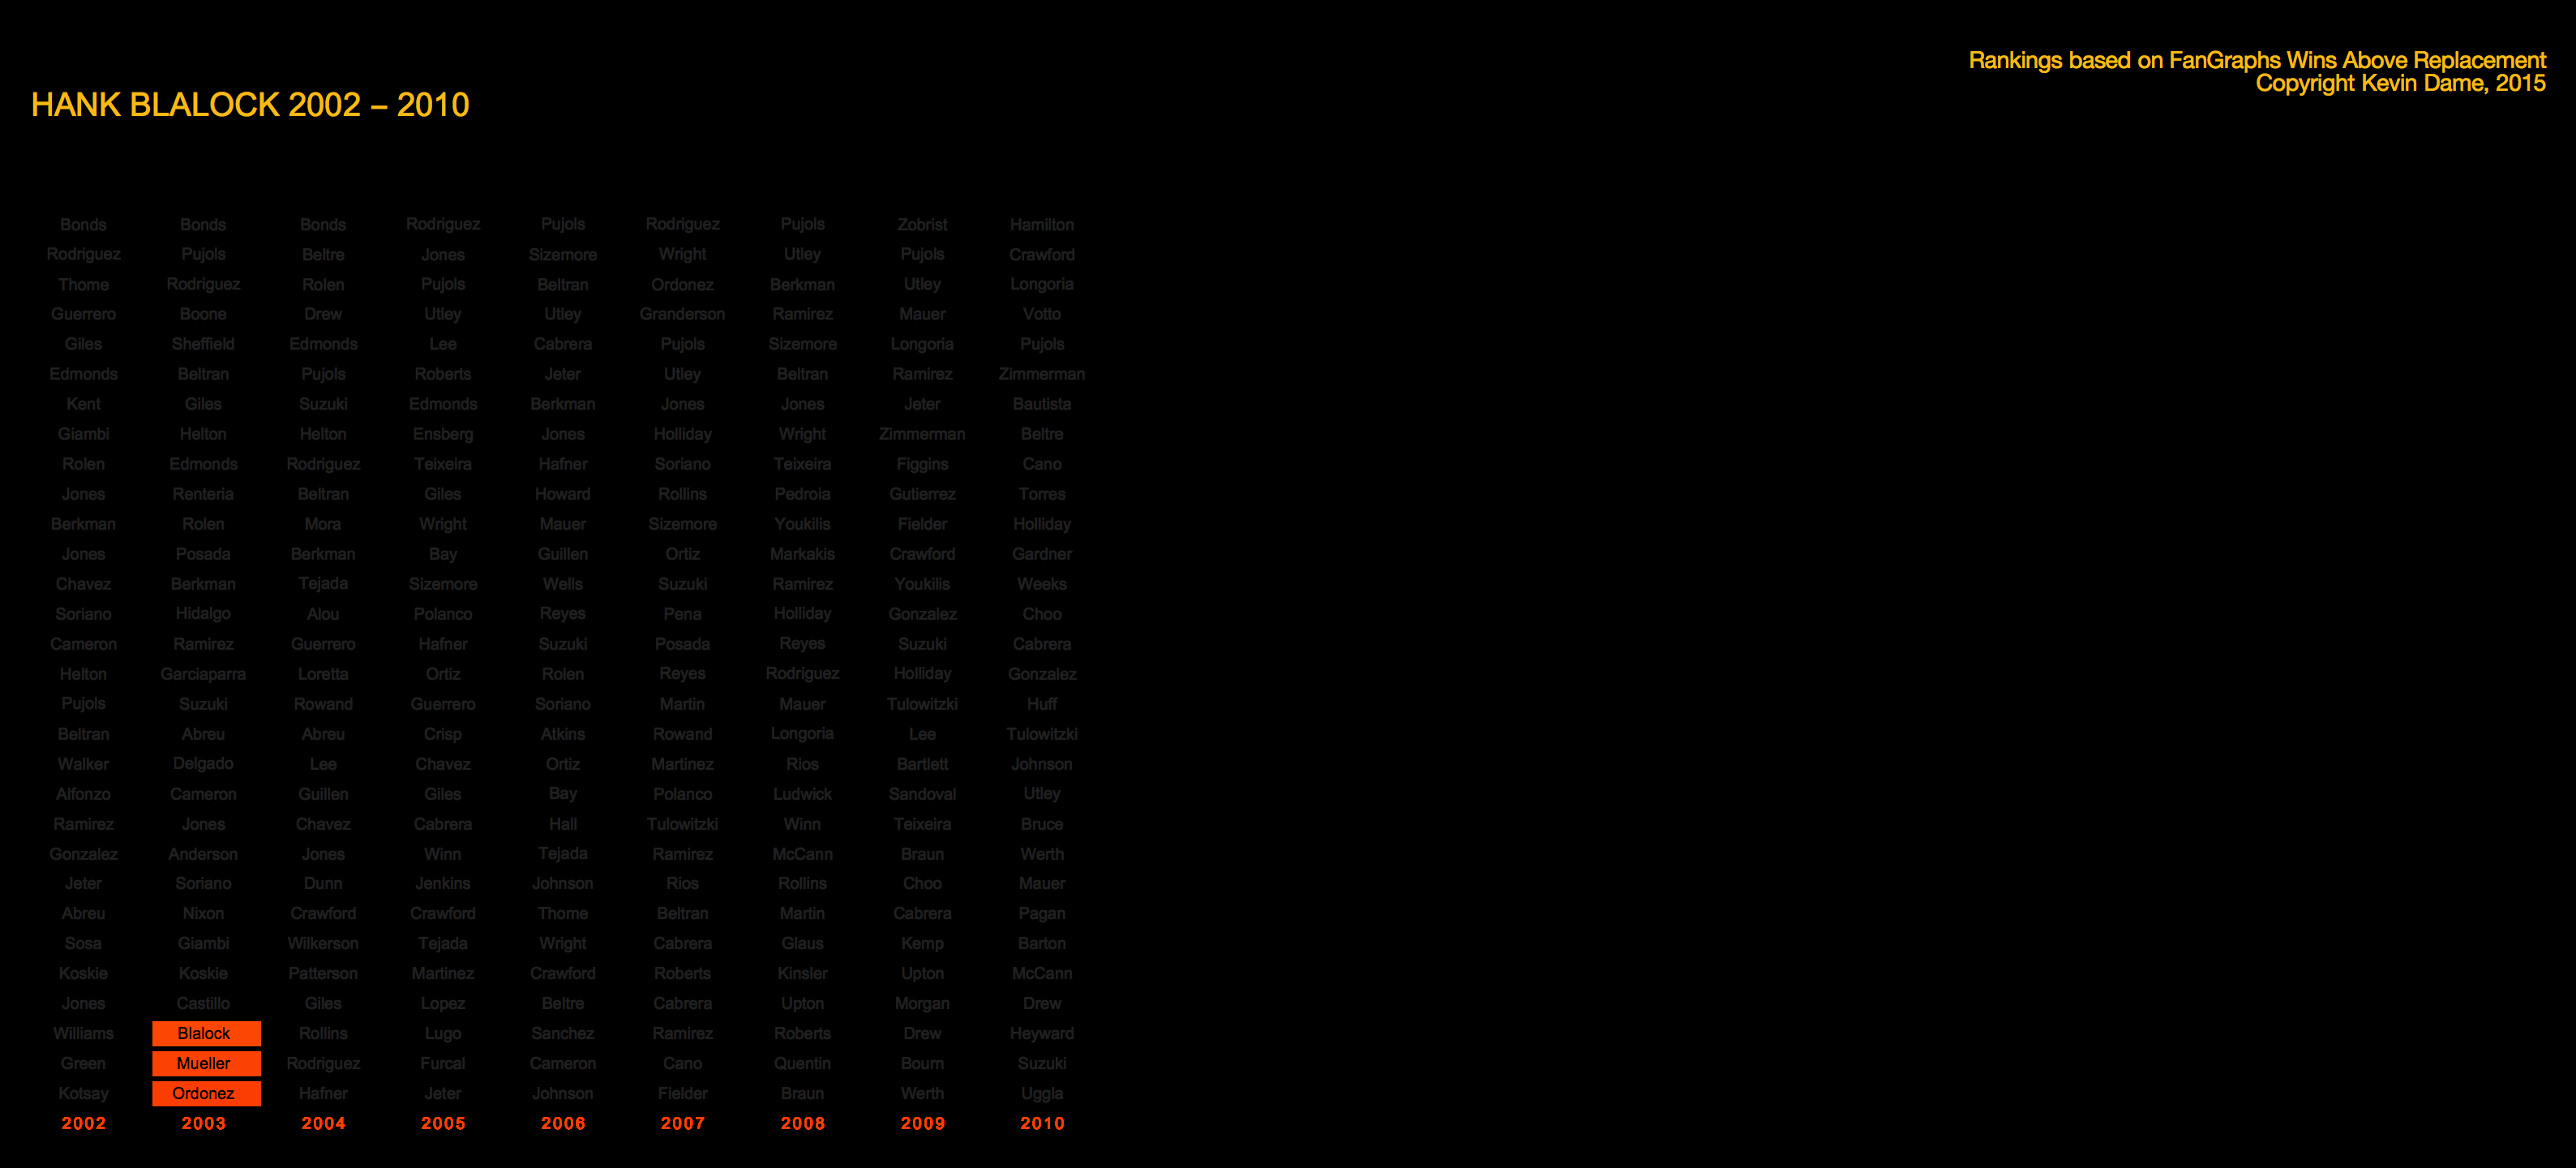 Rankings based on FanGraphs Wins Above Replacement
Copyright Kevin Dame, 2015
HANK BLALOCK 2002 – 2010
Bonds Bonds Bonds Rodriguez Pujols Rodriguez Pujols Zobrist Hamilton
Rodriguez Pujols Beltre Jones Sizemore Wright Utley Pujols Crawford
Thome Rodriguez Rolen Pujols Beltran Ordonez Berkman Utley Longoria
Guerrero Boone Drew Utley Utley Granderson Ramirez Mauer Votto
Giles Sheffield Edmonds Lee Cabrera Pujols Sizemore Longoria Pujols
Edmonds Beltran Pujols Roberts Jeter Utley Beltran Ramirez Zimmerman
Kent Giles Suzuki Edmonds Berkman Jones Jones Jeter Bautista
Giambi Helton Helton Ensberg Jones Holliday Wright Zimmerman Beltre
Rolen Edmonds Rodriguez Teixeira Hafner Soriano Teixeira Figgins Cano
Jones Renteria Beltran Giles Howard Rollins Pedroia Gutierrez Torres
Berkman Rolen Mora Wright Mauer Sizemore Youkilis Fielder Holliday
Jones Posada Berkman Bay Guillen Ortiz Markakis Crawford Gardner
Chavez Berkman Tejada Sizemore Wells Suzuki Ramirez Youkilis Weeks
Soriano Hidalgo Alou Polanco Reyes Pena Holliday Gonzalez Choo
Cameron Ramirez Guerrero Hafner Suzuki Posada Reyes Suzuki Cabrera
Helton Garciaparra Loretta Ortiz Rolen Reyes Rodriguez Holliday Gonzalez
Pujols Suzuki Rowand Guerrero Soriano Martin Mauer Tulowitzki Huff
Beltran Abreu Abreu Crisp Atkins Rowand Longoria Lee Tulowitzki
Walker Delgado Lee Chavez Ortiz Martinez Rios Bartlett Johnson
Alfonzo Cameron Guillen Giles Bay Polanco Ludwick Sandoval Utley
Ramirez Jones Chavez Cabrera Hall Tulowitzki Winn Teixeira Bruce
Gonzalez Anderson Jones Winn Tejada Ramirez McCann Braun Werth
Jeter Soriano Dunn Jenkins Johnson Rios Rollins Choo Mauer
Abreu Nixon Crawford Crawford Thome Beltran Martin Cabrera Pagan
Sosa Giambi Wilkerson Tejada Wright Cabrera Glaus Kemp Barton
Koskie Koskie Patterson Martinez Crawford Roberts Kinsler Upton McCann
Jones Castillo Giles Lopez Beltre Cabrera Upton Morgan Drew
Williams Blalock Rollins Lugo Sanchez Ramirez Roberts Drew Heyward
Green Mueller Rodriguez Furcal Cameron Cano Quentin Bourn Suzuki
Kotsay Ordonez Hafner Jeter Johnson Fielder Braun Werth Uggla
2002 2003 2004 2005 2006 2007 2008 2009 2010